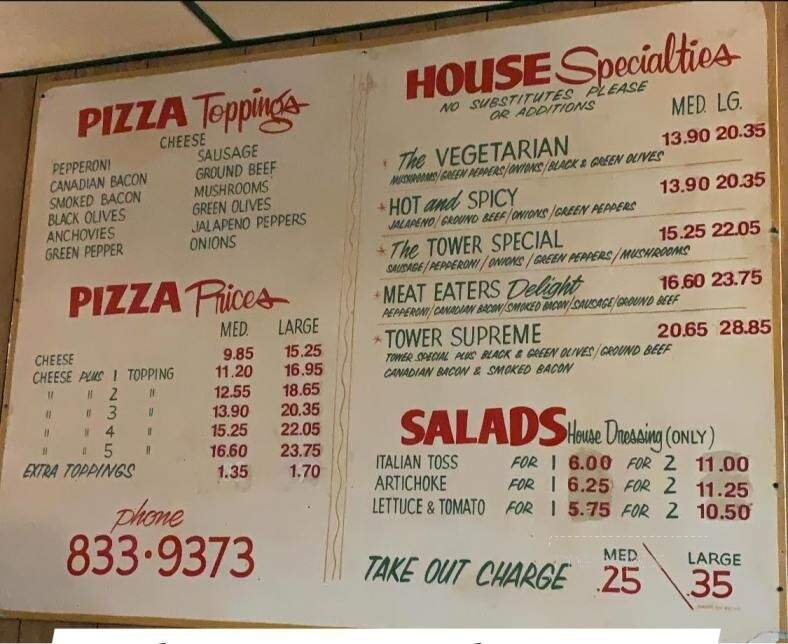 PIZZA Toppings
CHEESE
PEPPERONI
CANADIAN BACON
SMOKED BACON
BLACK OLIVES
ANCHOVIES
GREEN PEPPER
SAUSAGE
GROUND BEEF
MUSHROOMS
GREEN OLIVES
JALAPENO PEPPERS
ONIONS
PIZZA Prices
MED. LARGE
CHEESE 9.85 15.25
CHEESE PLUS 1 TOPPING 11.20 16.95
" " 2 " 12.55 18.65
" " 3 " 13.90 20.35
" " 4 " 15.25 22.05
" " 5 " 16.60 23.75
EXTRA TOPPINGS 1.35 1.70
phone
833·9373
HOUSE Specialties
NO SUBSTITUTES PLEASE
OR ADDITIONS
MED. LG.
* The VEGETARIAN 13.90 20.35
MUSHROOMS/GREEN PEPPERS/ONIONS/BLACK & GREEN OLIVES
* HOT and SPICY 13.90 20.35
JALAPENO/GROUND BEEF/ONIONS/GREEN PEPPERS
* The TOWER SPECIAL 15.25 22.05
SAUSAGE/PEPPERONI/ONIONS/GREEN PEPPERS/MUSHROOMS
* MEAT EATERS Delight 16.60 23.75
PEPPERONI/CANADIAN BACON/SMOKED BACON/SAUSAGE/GROUND BEEF
* TOWER SUPREME 20.65 28.85
TOWER SPECIAL PLUS BLACK & GREEN OLIVES/GROUND BEEF
CANADIAN BACON & SMOKED BACON
SALADS House Dressing (ONLY)
ITALIAN TOSS FOR 1 6.00 FOR 2 11.00
ARTICHOKE FOR 1 6.25 FOR 2 11.25
LETTUCE & TOMATO FOR 1 5.75 FOR 2 10.50
MED. LARGE
TAKE OUT CHARGE .25 .35